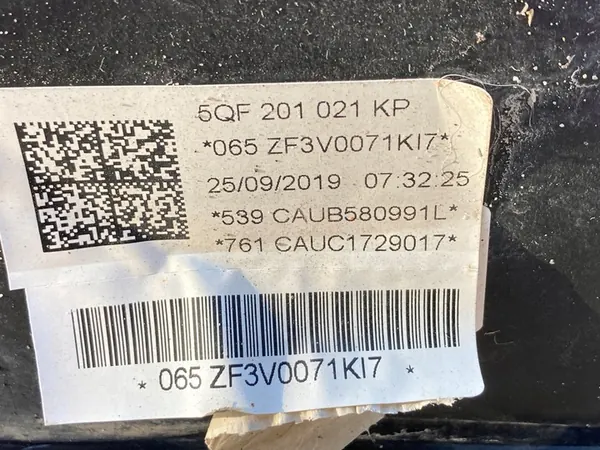 5QF 201 021 KP
*065 ZF3V0071KI7*
25/09/2019 07:32:25
*539 CAUB580991L*
*761 CAUC1729017*
* 065 ZF3V0071KI7 *